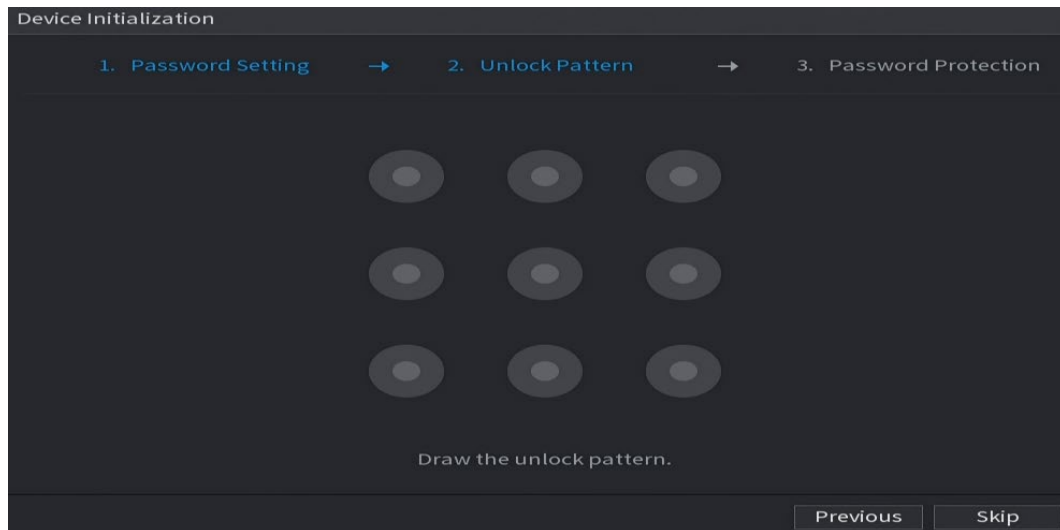 Device Initialization
1. Password Setting → 2. Unlock Pattern → 3. Password Protection
Draw the unlock pattern.
Previous Skip